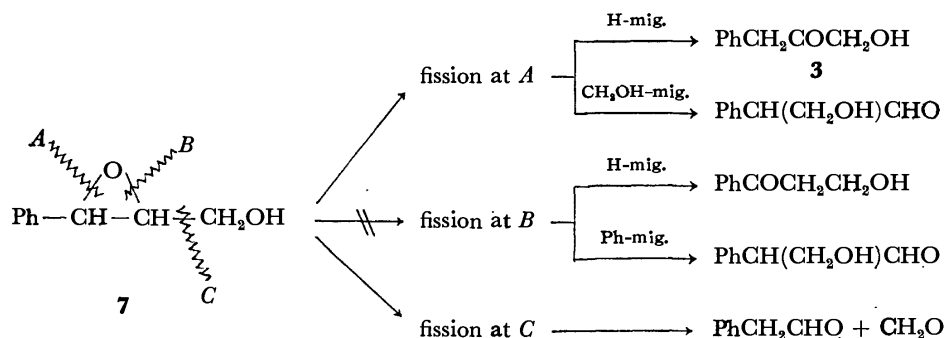 H-mig.
PhCH₂COCH₂OH
3
fission at A
CH₂OH-mig.
PhCH(CH₂OH)CHO
A
O
B
Ph-CH-CH-CH₂OH
C
7
fission at B
H-mig.
PhCOCH₂CH₂OH
Ph-mig.
PhCH(CH₂OH)CHO
fission at C
PhCH₂CHO + CH₂O